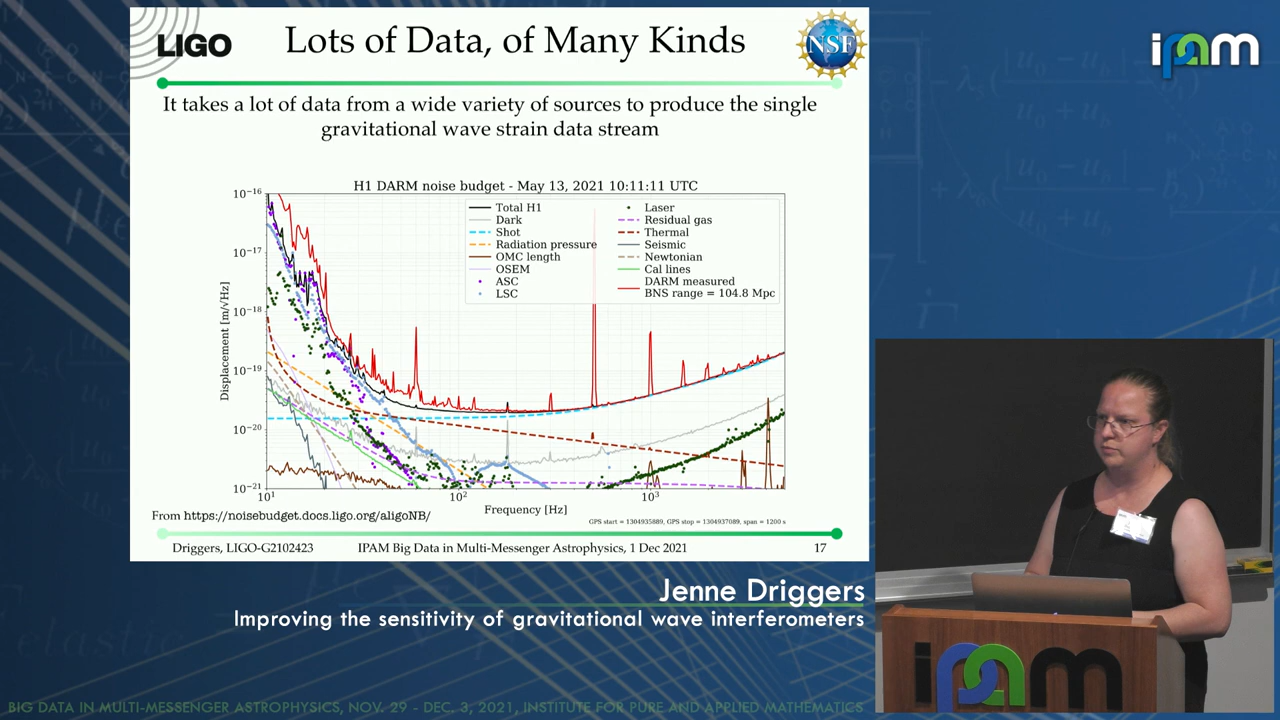 LIGO
Lots of Data, of Many Kinds
NSF
ipam
It takes a lot of data from a wide variety of sources to produce the single
gravitational wave strain data stream
H1 DARM noise budget - May 13, 2021 10:11:11 UTC
Total H1
Dark
Shot
Radiation pressure
OMC length
OSEM
ASC
LSC
Laser
Residual gas
Thermal
Seismic
Newtonian
Cal lines
DARM measured
BNS range = 104.8 Mpc
Displacement [m/√Hz]
10⁻¹⁶
10⁻¹⁷
10⁻¹⁸
10⁻¹⁹
10⁻²⁰
10⁻²¹
10¹
10²
10³
Frequency [Hz]
From https://noisebudget.docs.ligo.org/aligoNB/
GPS start = 1304935889, GPS stop = 1304937089, span = 1200 s
Driggers, LIGO-G2102423
IPAM Big Data in Multi-Messenger Astrophysics, 1 Dec 2021
17
Jenne Driggers
Improving the sensitivity of gravitational wave interferometers
ipam
elastic
BIG DATA IN MULTI-MESSENGER ASTROPHYSICS, NOV. 29 - DEC. 3, 2021, INSTITUTE FOR PURE AND APPLIED MATHEMATICS